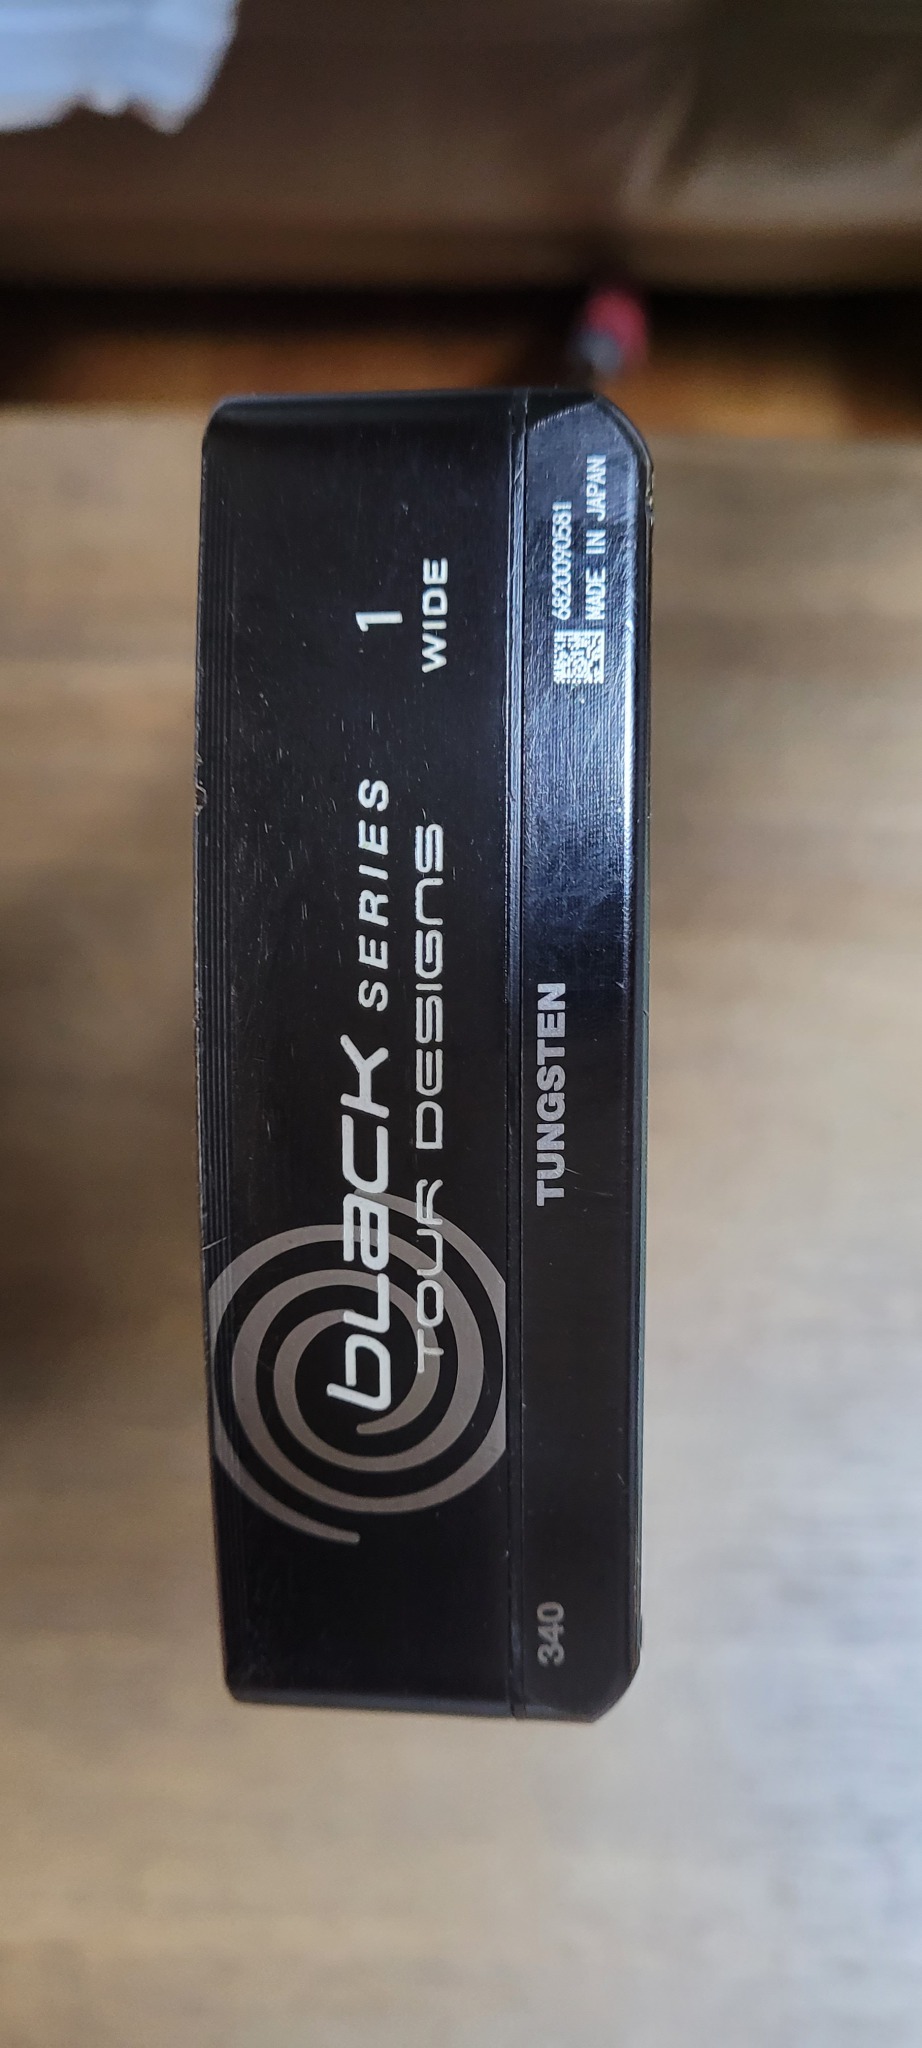 bLaCK SERIES 1
TOUR DESIGNS WIDE
340
TUNGSTEN
6820090581
MADE IN JAPAN